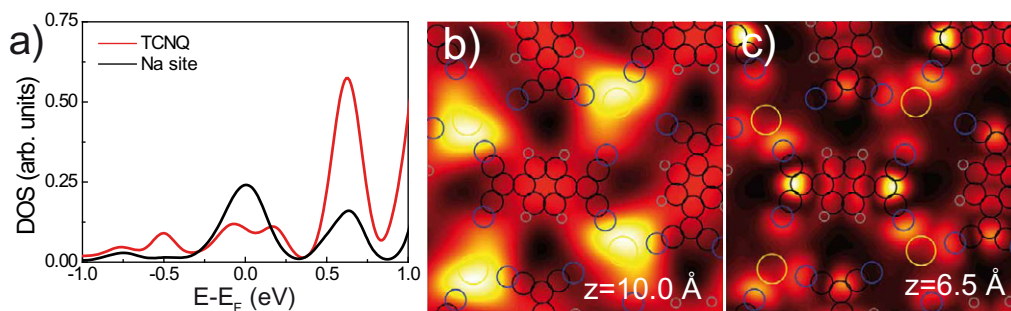 a)
TCNQ
Na site
DOS (arb. units)
0.75
0.50
0.25
0.00
-1.0
-0.5
0.0
0.5
1.0
E-E_F (eV)
b)
z=10.0 Å
c)
z=6.5 Å